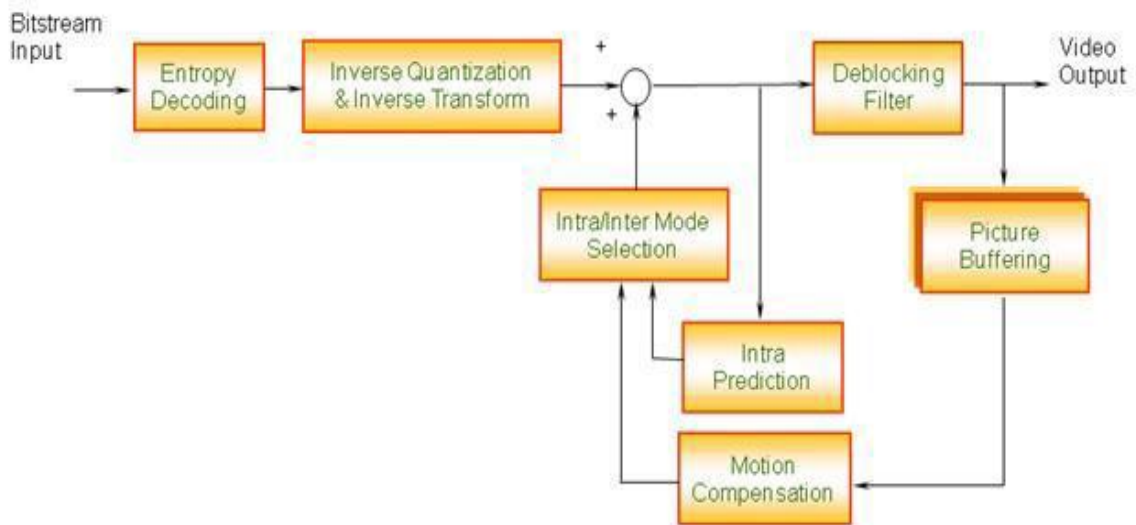 Bitstream
Input
Entropy
Decoding
Inverse Quantization
& Inverse Transform
+
+
Deblocking
Filter
Video
Output
Intra/Inter Mode
Selection
Picture
Buffering
Intra
Prediction
Motion
Compensation